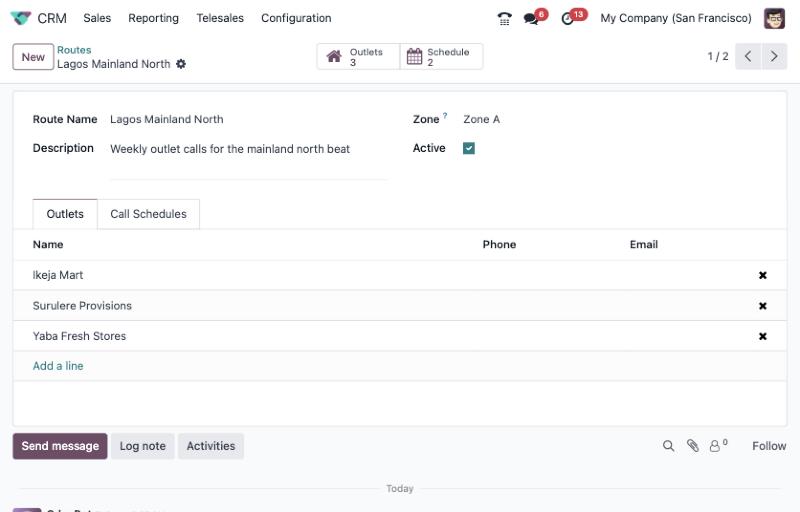 CRM Sales Reporting Telesales Configuration 6 13 My Company (San Francisco)
New Routes Outlets 3 Schedule 2 1 / 2
Lagos Mainland North
Route Name Lagos Mainland North Zone ? Zone A
Description Weekly outlet calls for the mainland north beat Active
Outlets Call Schedules
Name Phone Email
Ikeja Mart
Surulere Provisions
Yaba Fresh Stores
Add a line
Send message Log note Activities 0 Follow
Today